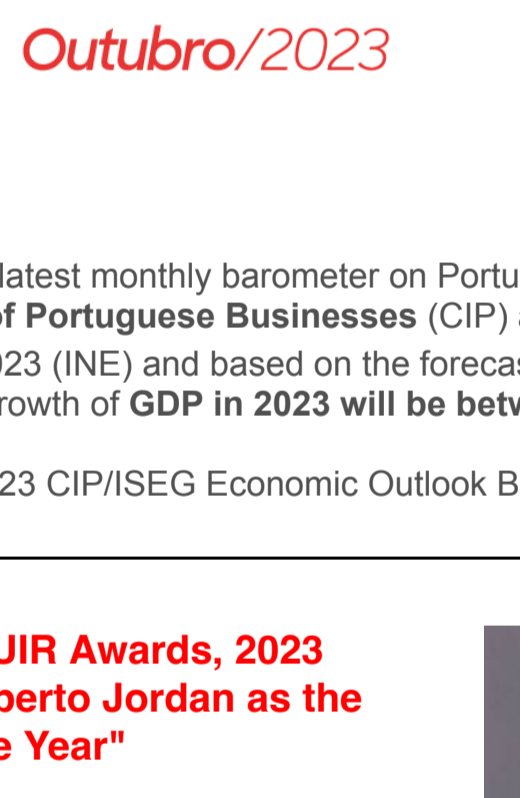 Outubro/2023
latest monthly barometer on Portu
of Portuguese Businesses (CIP)
023 (INE) and based on the forecas
rowth of GDP in 2023 will be betw
23 CIP/ISEG Economic Outlook B
UIR Awards, 2023
berto Jordan as the
e Year"